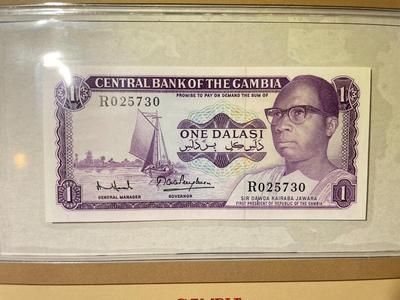 CENTRAL BANK OF THE GAMBIA
PROMISE TO PAY ON DEMAND THE SUM OF
1
R025730
1
ONE DALASI
R025730
1
1
GENERAL MANAGER
GOVERNOR
SIR DAWDA KAIRABA JAWARA
FIRST PRESIDENT OF REPUBLIC OF THE GAMBIA